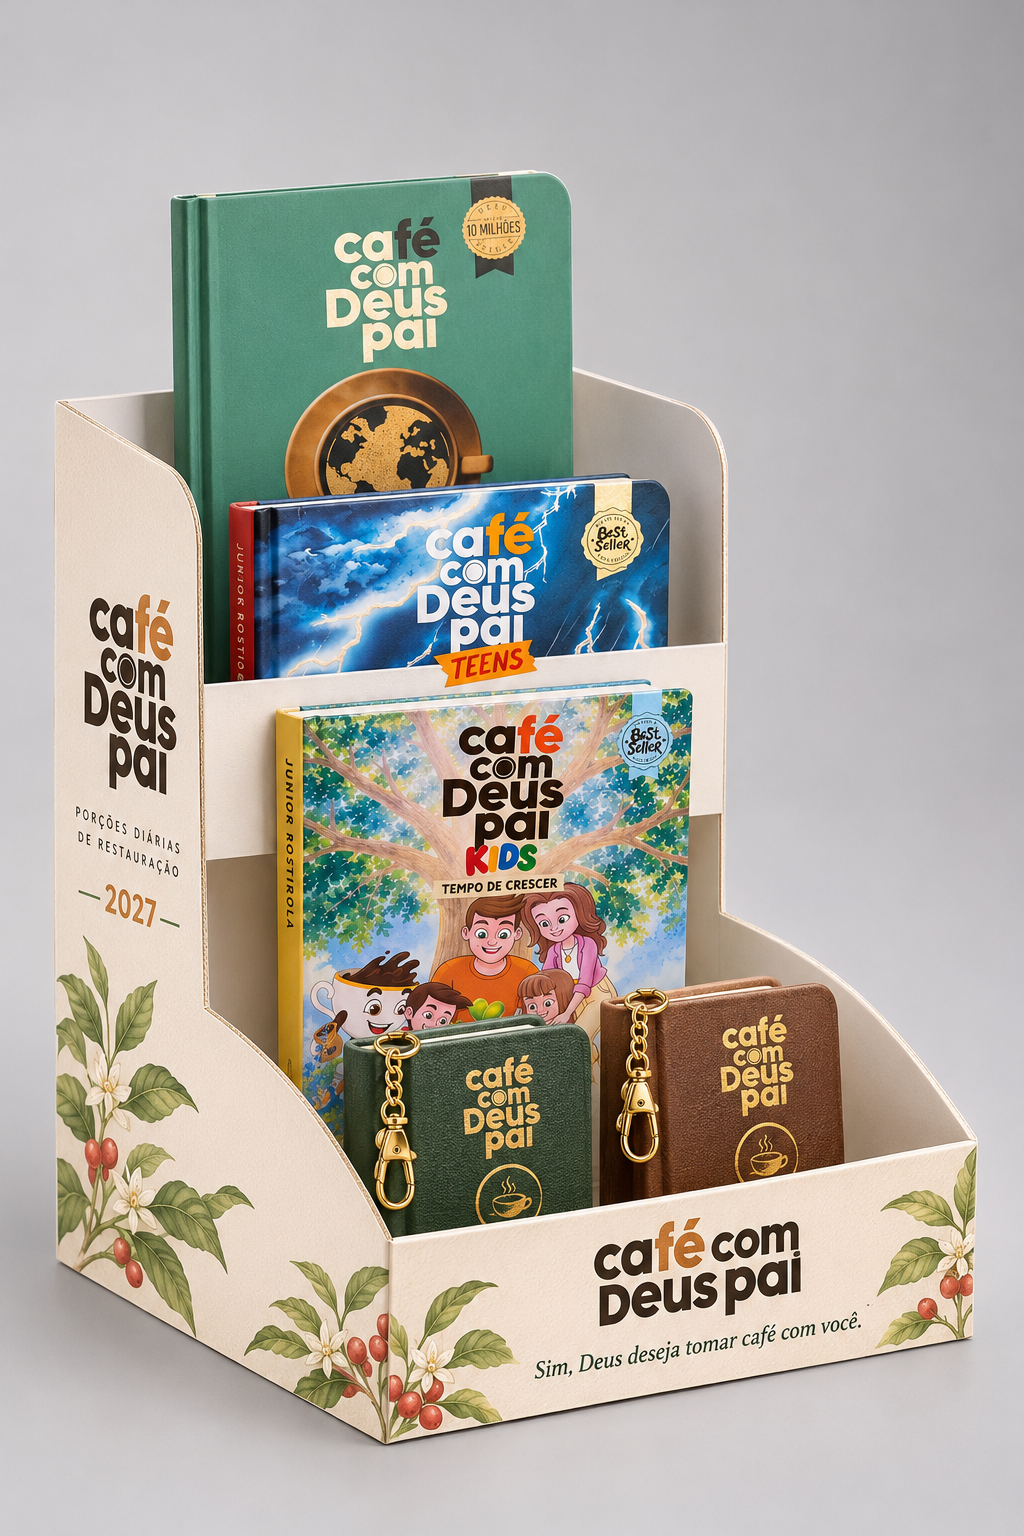 café
com
Deus
pai
10 MILHÕES
JUNIOR ROSTIROLA
café
com
Deus
pai
TEENS
BeSt
SelleR
café
com
Deus
pai
PORÇÕES DIÁRIAS
DE RESTAURAÇÃO
2027
JUNIOR ROSTIROLA
café
com
Deus
pai
KIDS
TEMPO DE CRESCER
BeSt
SelleR
café
com
Deus
pai
café
com
Deus
pai
café com
Deus pai
Sim, Deus deseja tomar café com você.